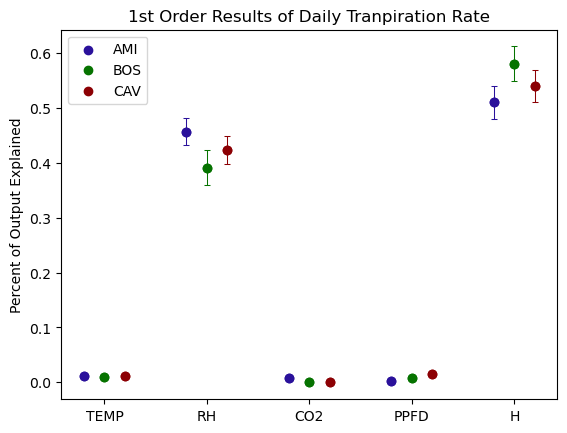 1st Order Results of Daily Tranpiration Rate
AMI
BOS
CAV
Percent of Output Explained
0.6
0.5
0.4
0.3
0.2
0.1
0.0
TEMP RH CO2 PPFD H